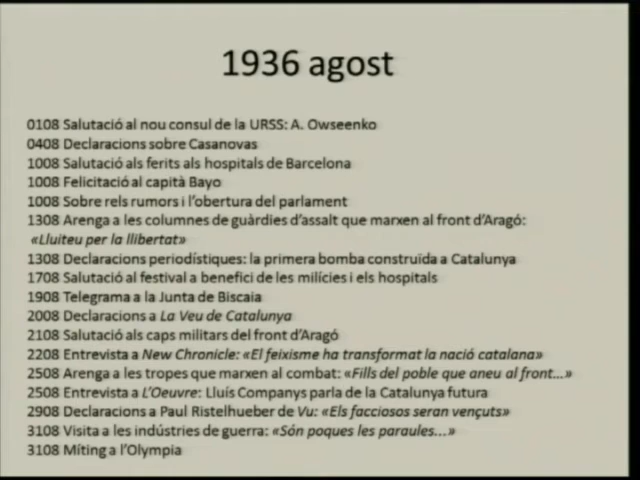 1936 agost
0108 Salutació al nou consul de la URSS: A. Owseenko
0408 Declaracions sobre Casanovas
1008 Salutació als ferits als hospitals de Barcelona
1008 Felicitació al capità Bayo
1008 Sobre rels rumors i l'obertura del parlament
1308 Arenga a les columnes de guàrdies d'assalt que marxen al front d'Aragó:
«Lluiteu per la llibertat»
1308 Declaracions periodístiques: la primera bomba construïda a Catalunya
1708 Salutació al festival a benefici de les milícies i els hospitals
1908 Telegrama a la Junta de Biscaia
2008 Declaracions a La Veu de Catalunya
2108 Salutació als caps militars del front d'Aragó
2208 Entrevista a New Chronicle: «El feixisme ha transformat la nació catalana»
2508 Arenga a les tropes que marxen al combat: «Fills del poble que aneu al front...»
2508 Entrevista a L'Oeuvre: Lluís Companys parla de la Catalunya futura
2908 Declaracions a Paul Ristelhueber de Vu: «Els facciosos seran vençuts»
3108 Visita a les indústries de guerra: «Són poques les paraules...»
3108 Míting a l'Olympia